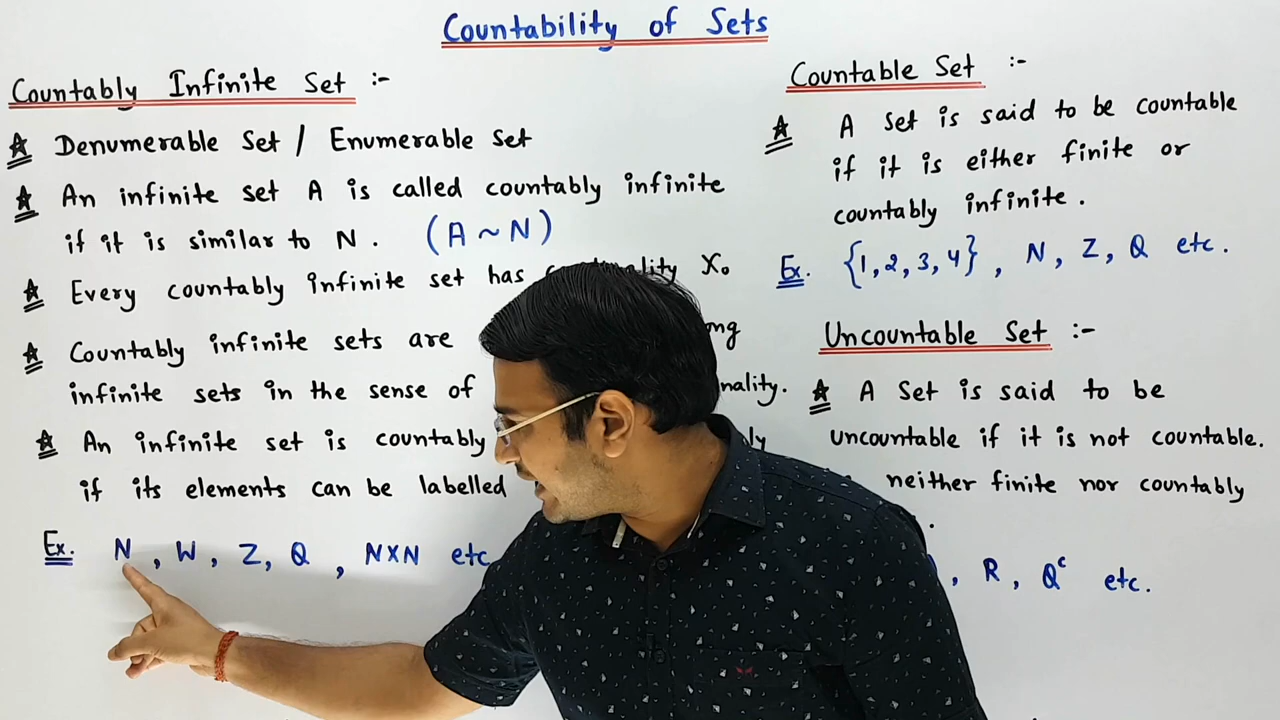 Countability of Sets
Countably Infinite Set :-
☆ Denumerable Set / Enumerable Set
☆ An infinite set A is called countably infinite
if it is similar to N. (A ~ N)
☆ Every countably infinite set has
☆ Countably infinite sets are
infinite sets in the sense of
☆ An infinite set is countably
if its elements can be labelled
Ex. N, W, Z, Q, N×N etc
Countable Set :-
☆ A set is said to be countable
if it is either finite or
countably infinite.
Ex. {1,2,3,4}, N, Z, Q etc.
Uncountable Set :-
☆ A set is said to be
uncountable if it is not countable.
neither finite nor countably
, R, Qᶜ etc.